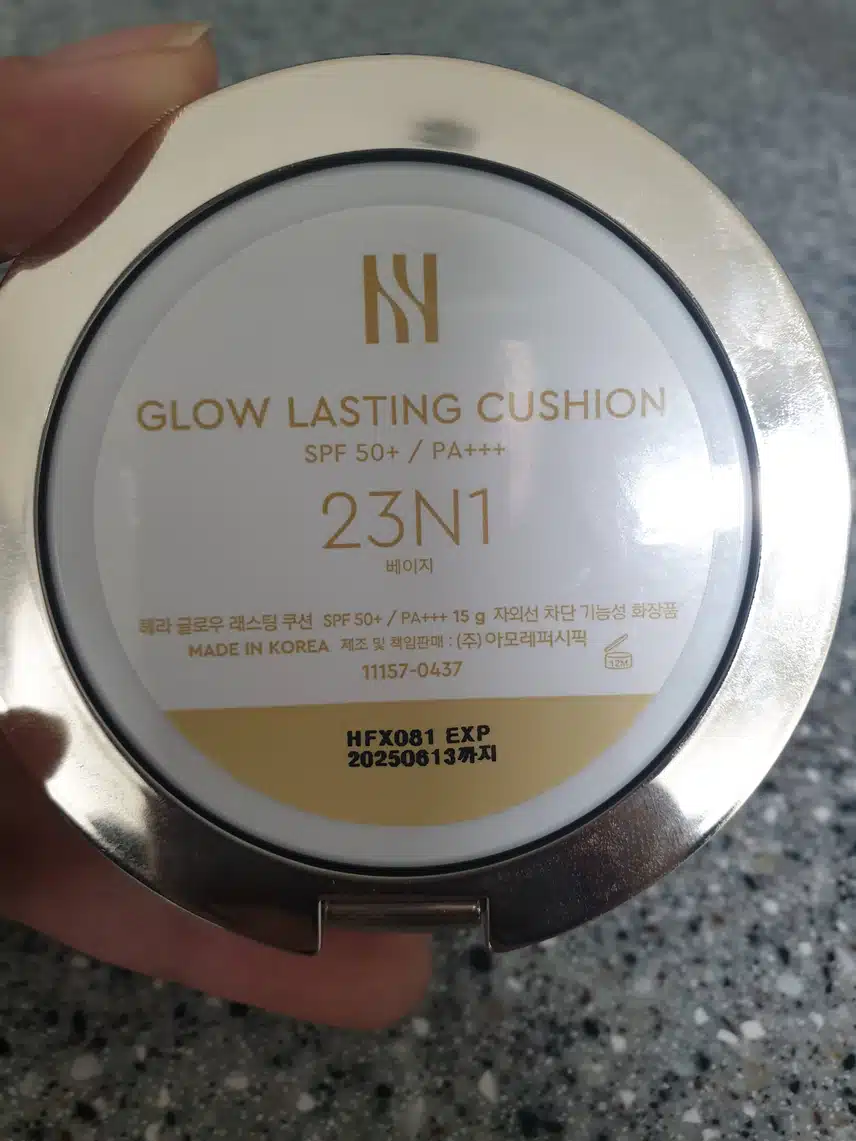 GLOW LASTING CUSHION
SPF 50+ / PA+++
23N1
베이지
헤라 글로우 래스팅 쿠션 SPF 50+ / PA+++ 15 g 자외선 차단 기능성 화장품
MADE IN KOREA 제조 및 책임판매 : (주)아모레퍼시픽
12M
11157-0437
HFX081 EXP
20250613까지